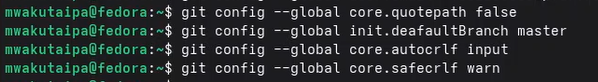 mwakutaipa@fedora:~$ git config --global core.quotepath false
mwakutaipa@fedora:~$ git config --global init.deafaultBranch master
mwakutaipa@fedora:~$ git config --global core.autocrlf input
mwakutaipa@fedora:~$ git config --global core.safecrlf warn